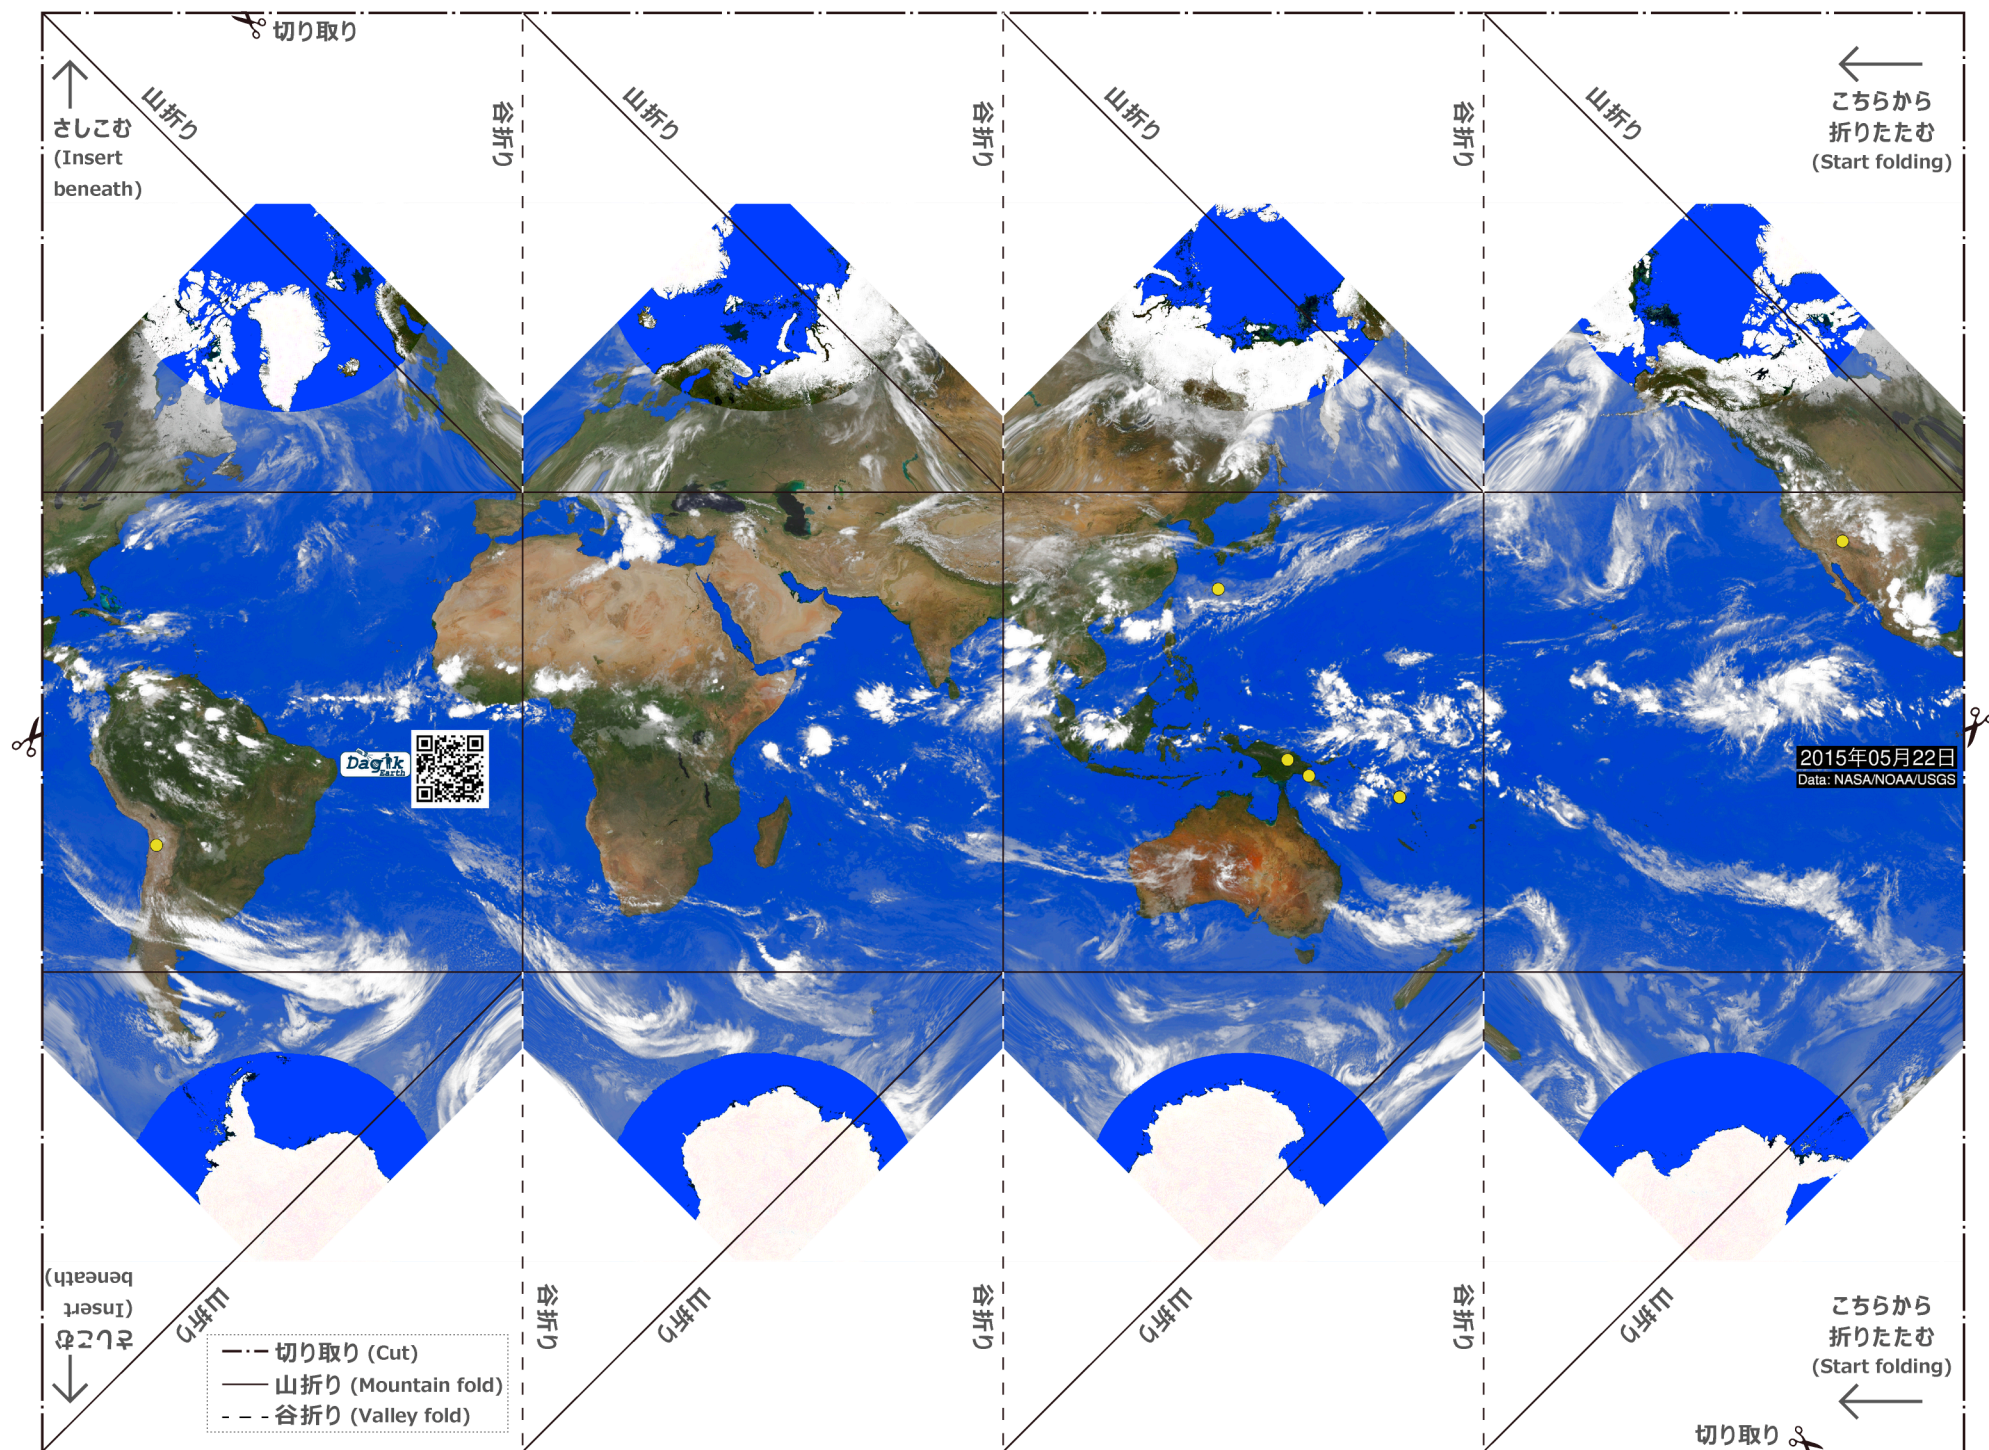 切り取り
さしこむ
(Insert
beneath)
山折り
谷折り
山折り
谷折り
山折り
谷折り
山折り
こちらから
折りたたむ
(Start folding)
Dagik
Earth
2015年05月22日
Data: NASA/NOAA/USGS
さしこむ
(Insert
beneath)
山折り
谷折り
山折り
谷折り
山折り
谷折り
山折り
こちらから
折りたたむ
(Start folding)
切り取り (Cut)
山折り (Mountain fold)
谷折り (Valley fold)
切り取り